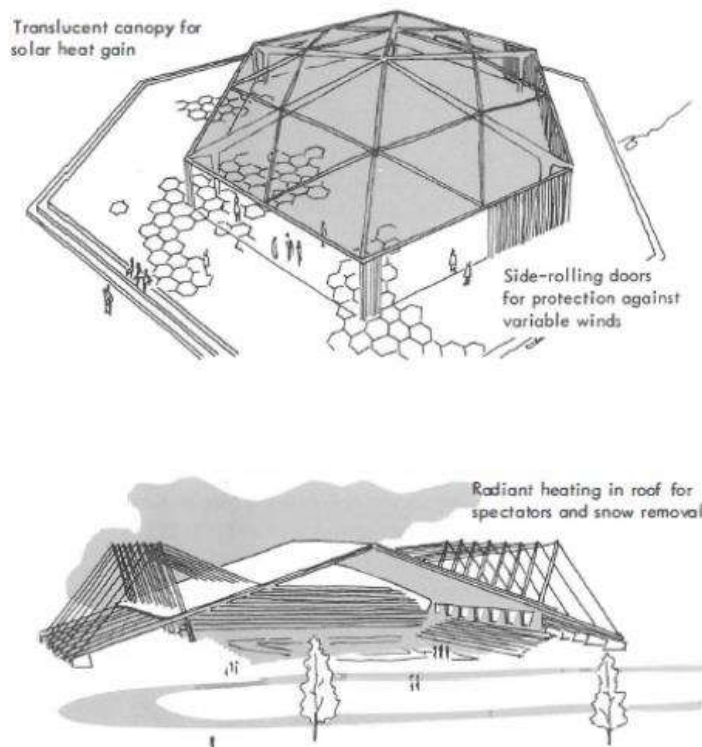 Translucent canopy for
solar heat gain
Side-rolling doors
for protection against
variable winds
Radiant heating in roof for
spectators and snow removal